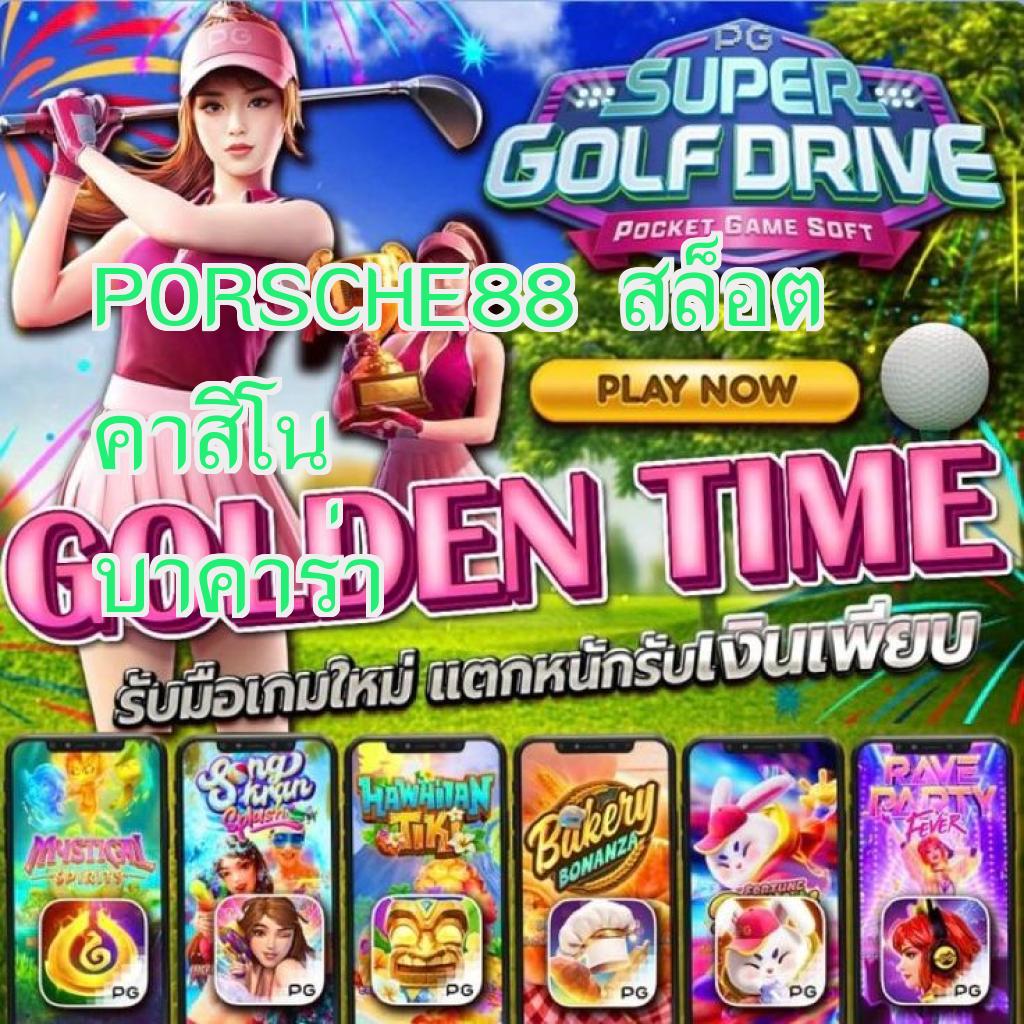 PG
PG
SUPER
GOLF DRIVE
POCKET GAME SOFT
PORSCHE88 สล็อต
PLAY NOW
คาสิโน
GOLDEN TIME
บาคาร่า
รับมือเกมใหม่ แตกหนักรับเงินเพียบ
MYSTICAL
SPIRITS
Songkran
Splash
HAWAIIAN
TIKI
Bakery
BONANZA
FORTUNE
RAVE
PARTY
FEVER
PG
PG
PG
PG
PG
PG